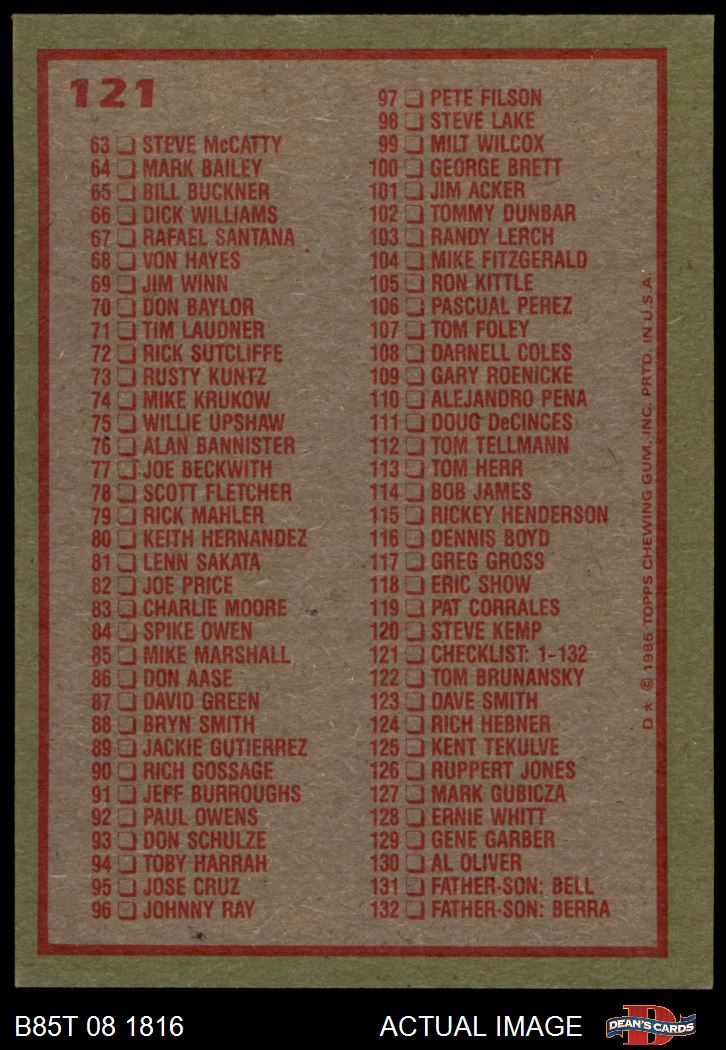 121
63 STEVE McCATTY
64 MARK BAILEY
65 BILL BUCKNER
66 DICK WILLIAMS
67 RAFAEL SANTANA
68 VON HAYES
69 JIM WINN
70 DON BAYLOR
71 TIM LAUDNER
72 RICK SUTCLIFFE
73 RUSTY KUNTZ
74 MIKE KRUKOW
75 WILLIE UPSHAW
76 ALAN BANNISTER
77 JOE BECKWITH
78 SCOTT FLETCHER
79 RICK MAHLER
80 KEITH HERNANDEZ
81 LENN SAKATA
82 JOE PRICE
83 CHARLIE MOORE
84 SPIKE OWEN
85 MIKE MARSHALL
86 DON AASE
87 DAVID GREEN
88 BRYN SMITH
89 JACKIE GUTIERREZ
90 RICH GOSSAGE
91 JEFF BURROUGHS
92 PAUL OWENS
93 DON SCHULZE
94 TOBY HARRAH
95 JOSE CRUZ
96 JOHNNY RAY
97 PETE FILSON
98 STEVE LAKE
99 MILT WILCOX
100 GEORGE BRETT
101 JIM ACKER
102 TOMMY DUNBAR
103 RANDY LERCH
104 MIKE FITZGERALD
105 RON KITTLE
106 PASCUAL PEREZ
107 TOM FOLEY
108 DARNELL COLES
109 GARY ROENICKE
110 ALEJANDRO PENA
111 DOUG DeCINCES
112 TOM TELLMANN
113 TOM HERR
114 BOB JAMES
115 RICKEY HENDERSON
116 DENNIS BOYD
117 GREG GROSS
118 ERIC SHOW
119 PAT CORRALES
120 STEVE KEMP
121 CHECKLIST: 1-132
122 TOM BRUNANSKY
123 DAVE SMITH
124 RICH HEBNER
125 KENT TEKULVE
126 RUPPERT JONES
127 MARK GUBICZA
128 ERNIE WHITT
129 GENE GARBER
130 AL OLIVER
131 FATHER-SON: BELL
132 FATHER-SON: BERRA
D★ © 1985 TOPPS CHEWING GUM, INC. PRTD. IN U.S.A.
B85T 08 1816
ACTUAL IMAGE
D
DEAN'S CARDS